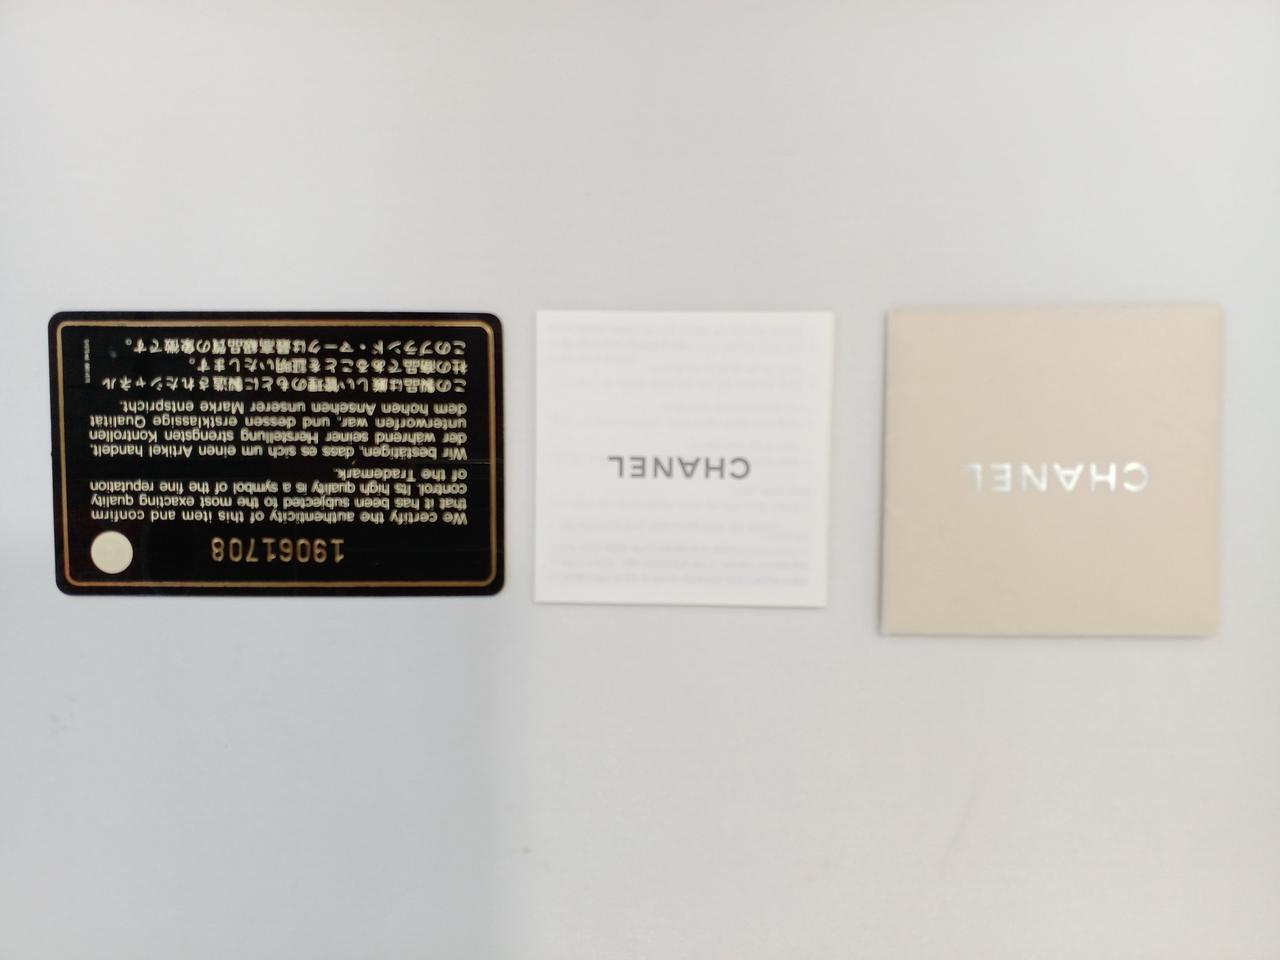 19061708
We certify the authenticity of this item and confirm
that it has been subjected to the most exacting quality
control. Its high quality is a symbol of the fine reputation
of the Trademark.
Wir bestätigen, dass es sich um einen Artikel handelt,
der während seiner Herstellung strengsten Kontrollen
unterworfen war, und dessen erstklassige Qualität
dem hohen Ansehen unserer Marke entspricht.
この製品は厳しい管理のもとに製造されたシャネル
社の商品であることを証明いたします。
このブランド・マークは最高級品質の象徴です。
CHANEL
CHANEL